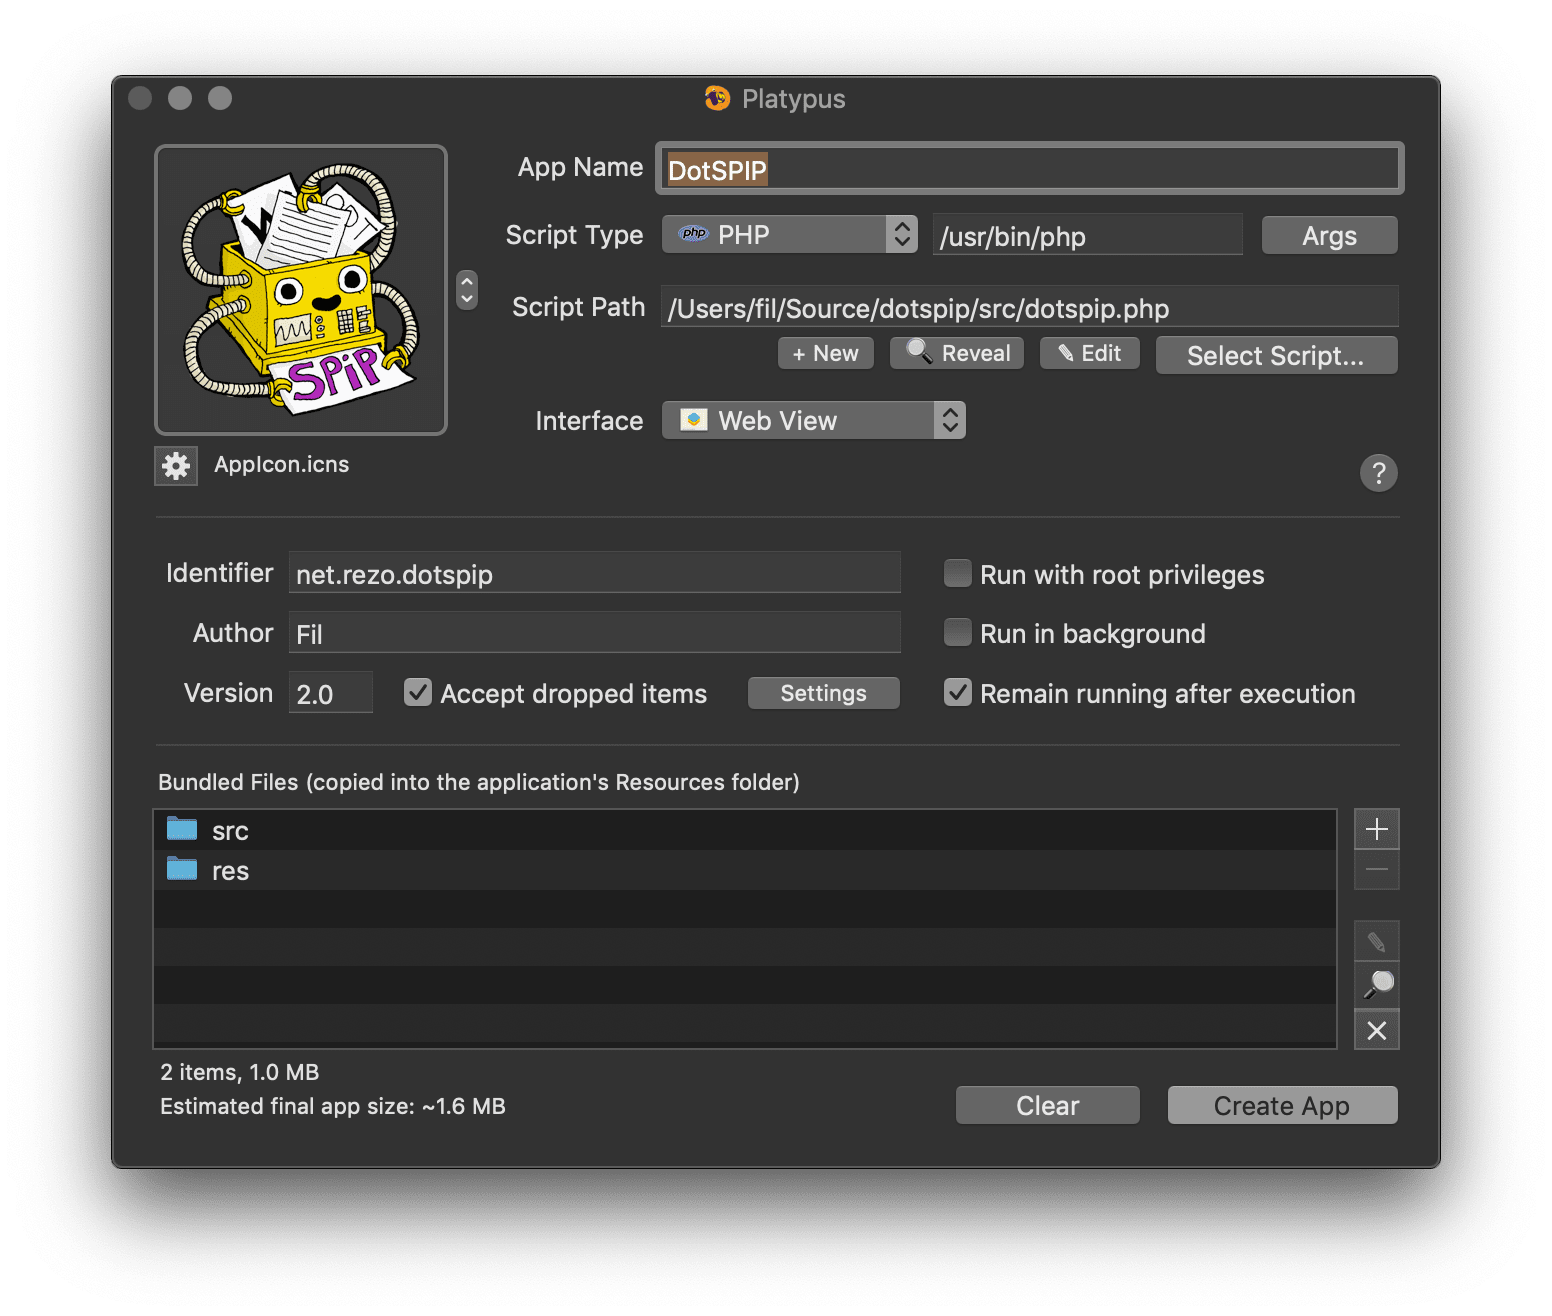 Platypus
App Name DotSPIP
Script Type php PHP /usr/bin/php Args
Script Path /Users/fil/Source/dotspip/src/dotspip.php
+ New Reveal Edit Select Script...
Interface Web View
W
SPiP
AppIcon.icns
?
Identifier net.rezo.dotspip
Run with root privileges
Author Fil
Run in background
Version 2.0 Accept dropped items Settings
Remain running after execution
Bundled Files (copied into the application's Resources folder)
src
res
2 items, 1.0 MB
Estimated final app size: ~1.6 MB
Clear Create App